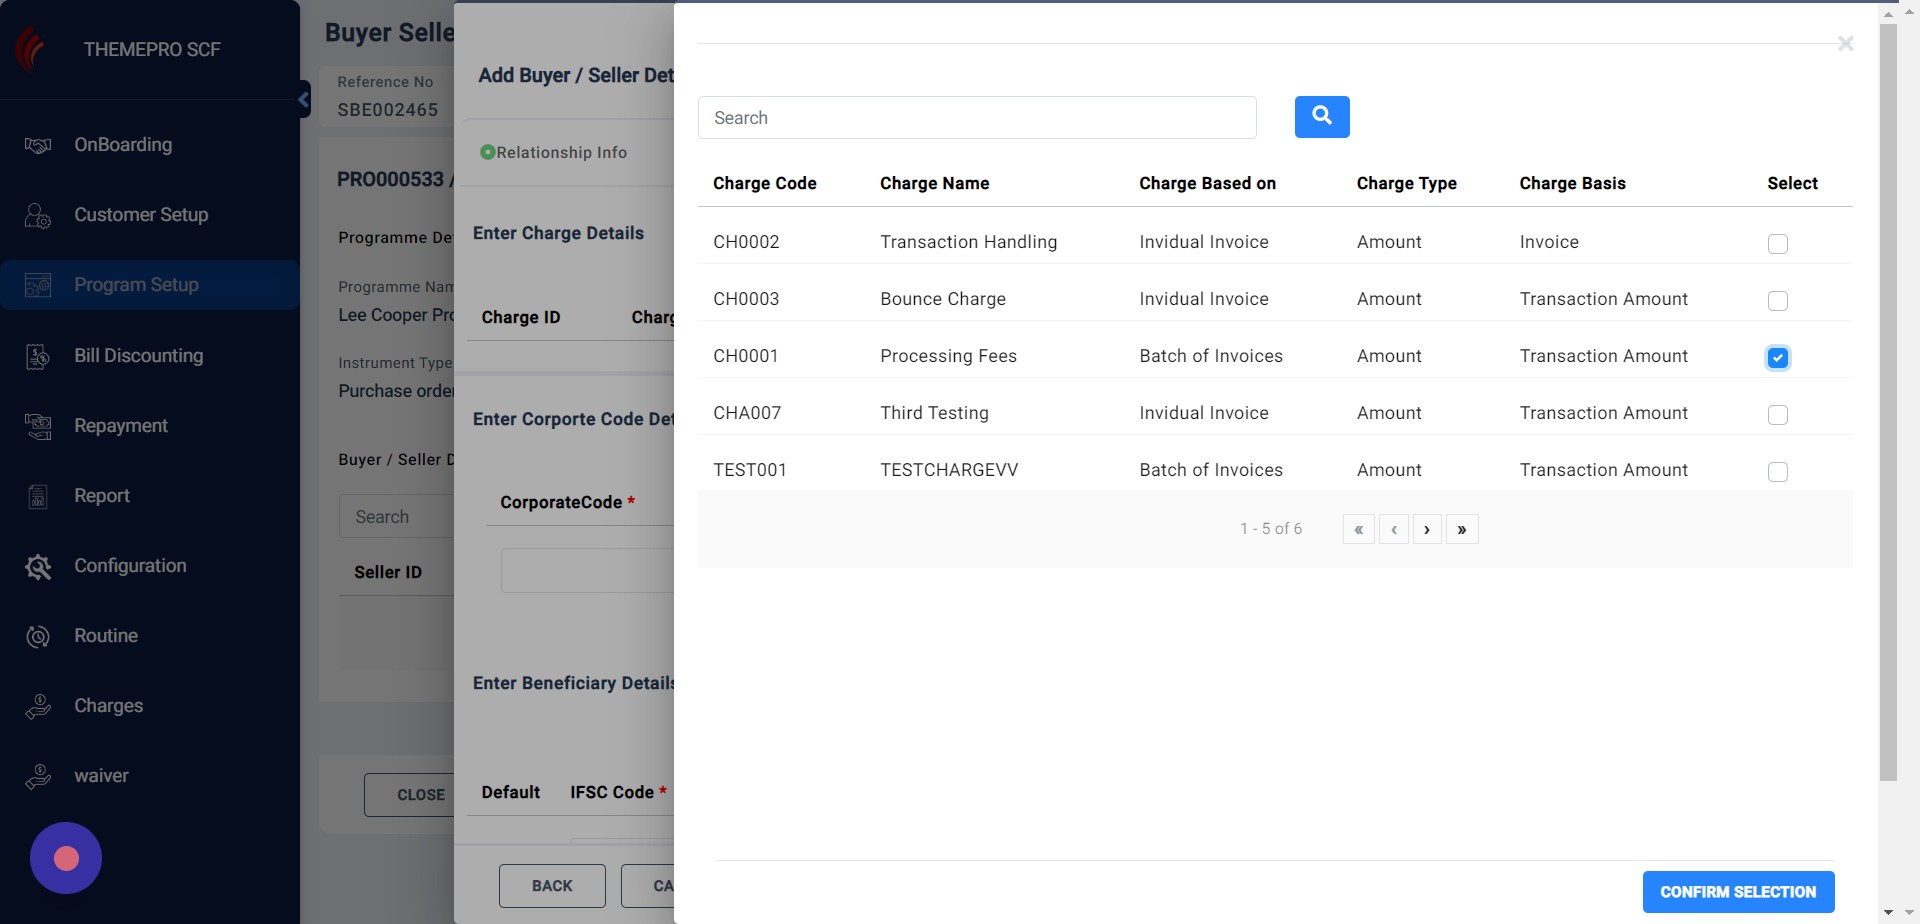 THEMEPRO SCF
OnBoarding
Customer Setup
Program Setup
Bill Discounting
Repayment
Report
Configuration
Routine
Charges
waiver
Buyer Selle
Reference No
SBE002465
PRO000533 /
Programme De
Programme Nam
Lee Cooper Pro
Instrument Type
Purchase order
Buyer / Seller D
Search
Seller ID
CLOSE
Add Buyer / Seller Det
Relationship Info
Enter Charge Details
Charge ID Charg
Enter Corporte Code Det
CorporateCode *
Enter Beneficiary Details
Default IFSC Code *
BACK CA
×
Search
Charge Code Charge Name Charge Based on Charge Type Charge Basis Select
CH0002 Transaction Handling Invidual Invoice Amount Invoice
CH0003 Bounce Charge Invidual Invoice Amount Transaction Amount
CH0001 Processing Fees Batch of Invoices Amount Transaction Amount
CHA007 Third Testing Invidual Invoice Amount Transaction Amount
TEST001 TESTCHARGEVV Batch of Invoices Amount Transaction Amount
1 - 5 of 6 « ‹ › »
CONFIRM SELECTION